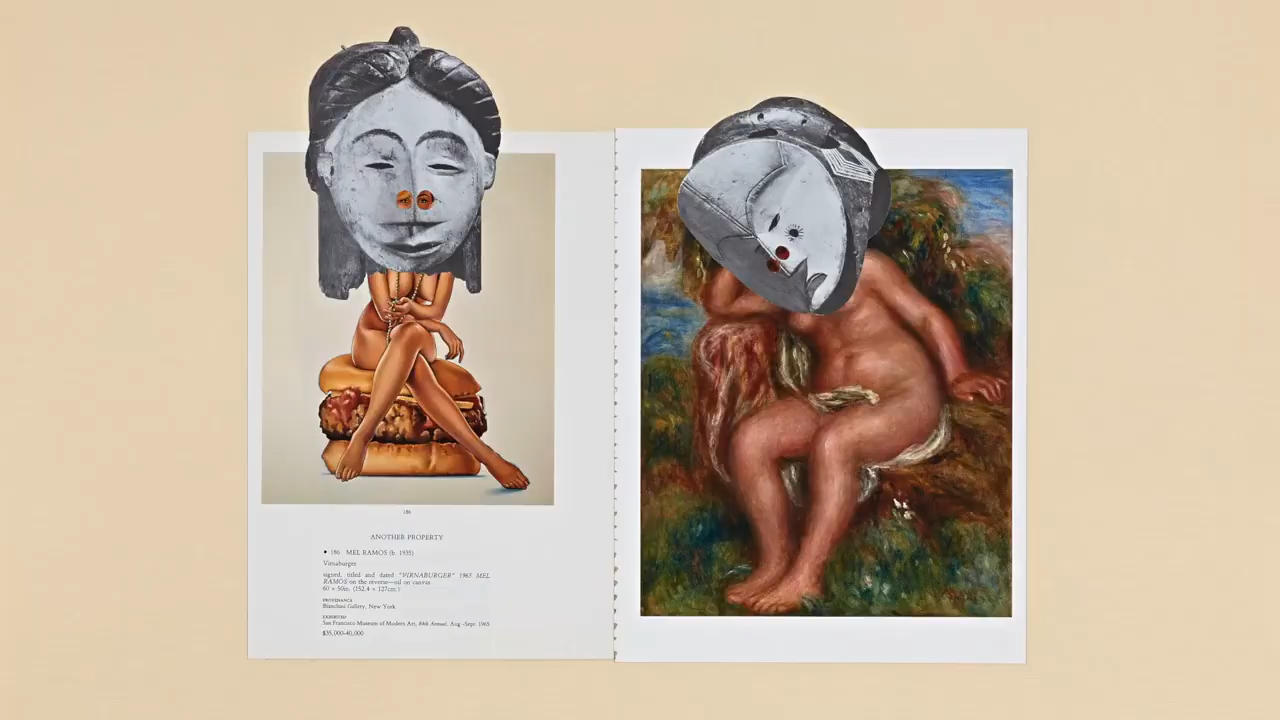 186
ANOTHER PROPERTY
• 186 MEL RAMOS (b. 1935)
Virnaburger
signed, titled and dated "VIRNABURGER" 1965 MEL
RAMOS on the reverse—oil on canvas
60 × 50in. (152.4 × 127cm.)
PROVENANCE
Bianchini Gallery, New York
EXHIBITED
San Francisco Museum of Modern Art, 84th Annual, Aug.-Sept. 1965
$35,000-40,000